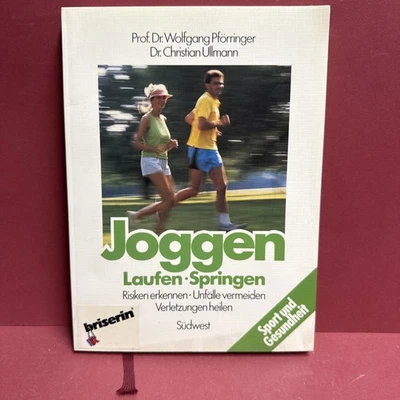 Prof. Dr. Wolfgang Pförringer
Dr. Christian Ullmann
Joggen
Laufen · Springen
Risiken erkennen · Unfälle vermeiden
Verletzungen heilen
Südwest
briserin®
Sport und
Gesundheit